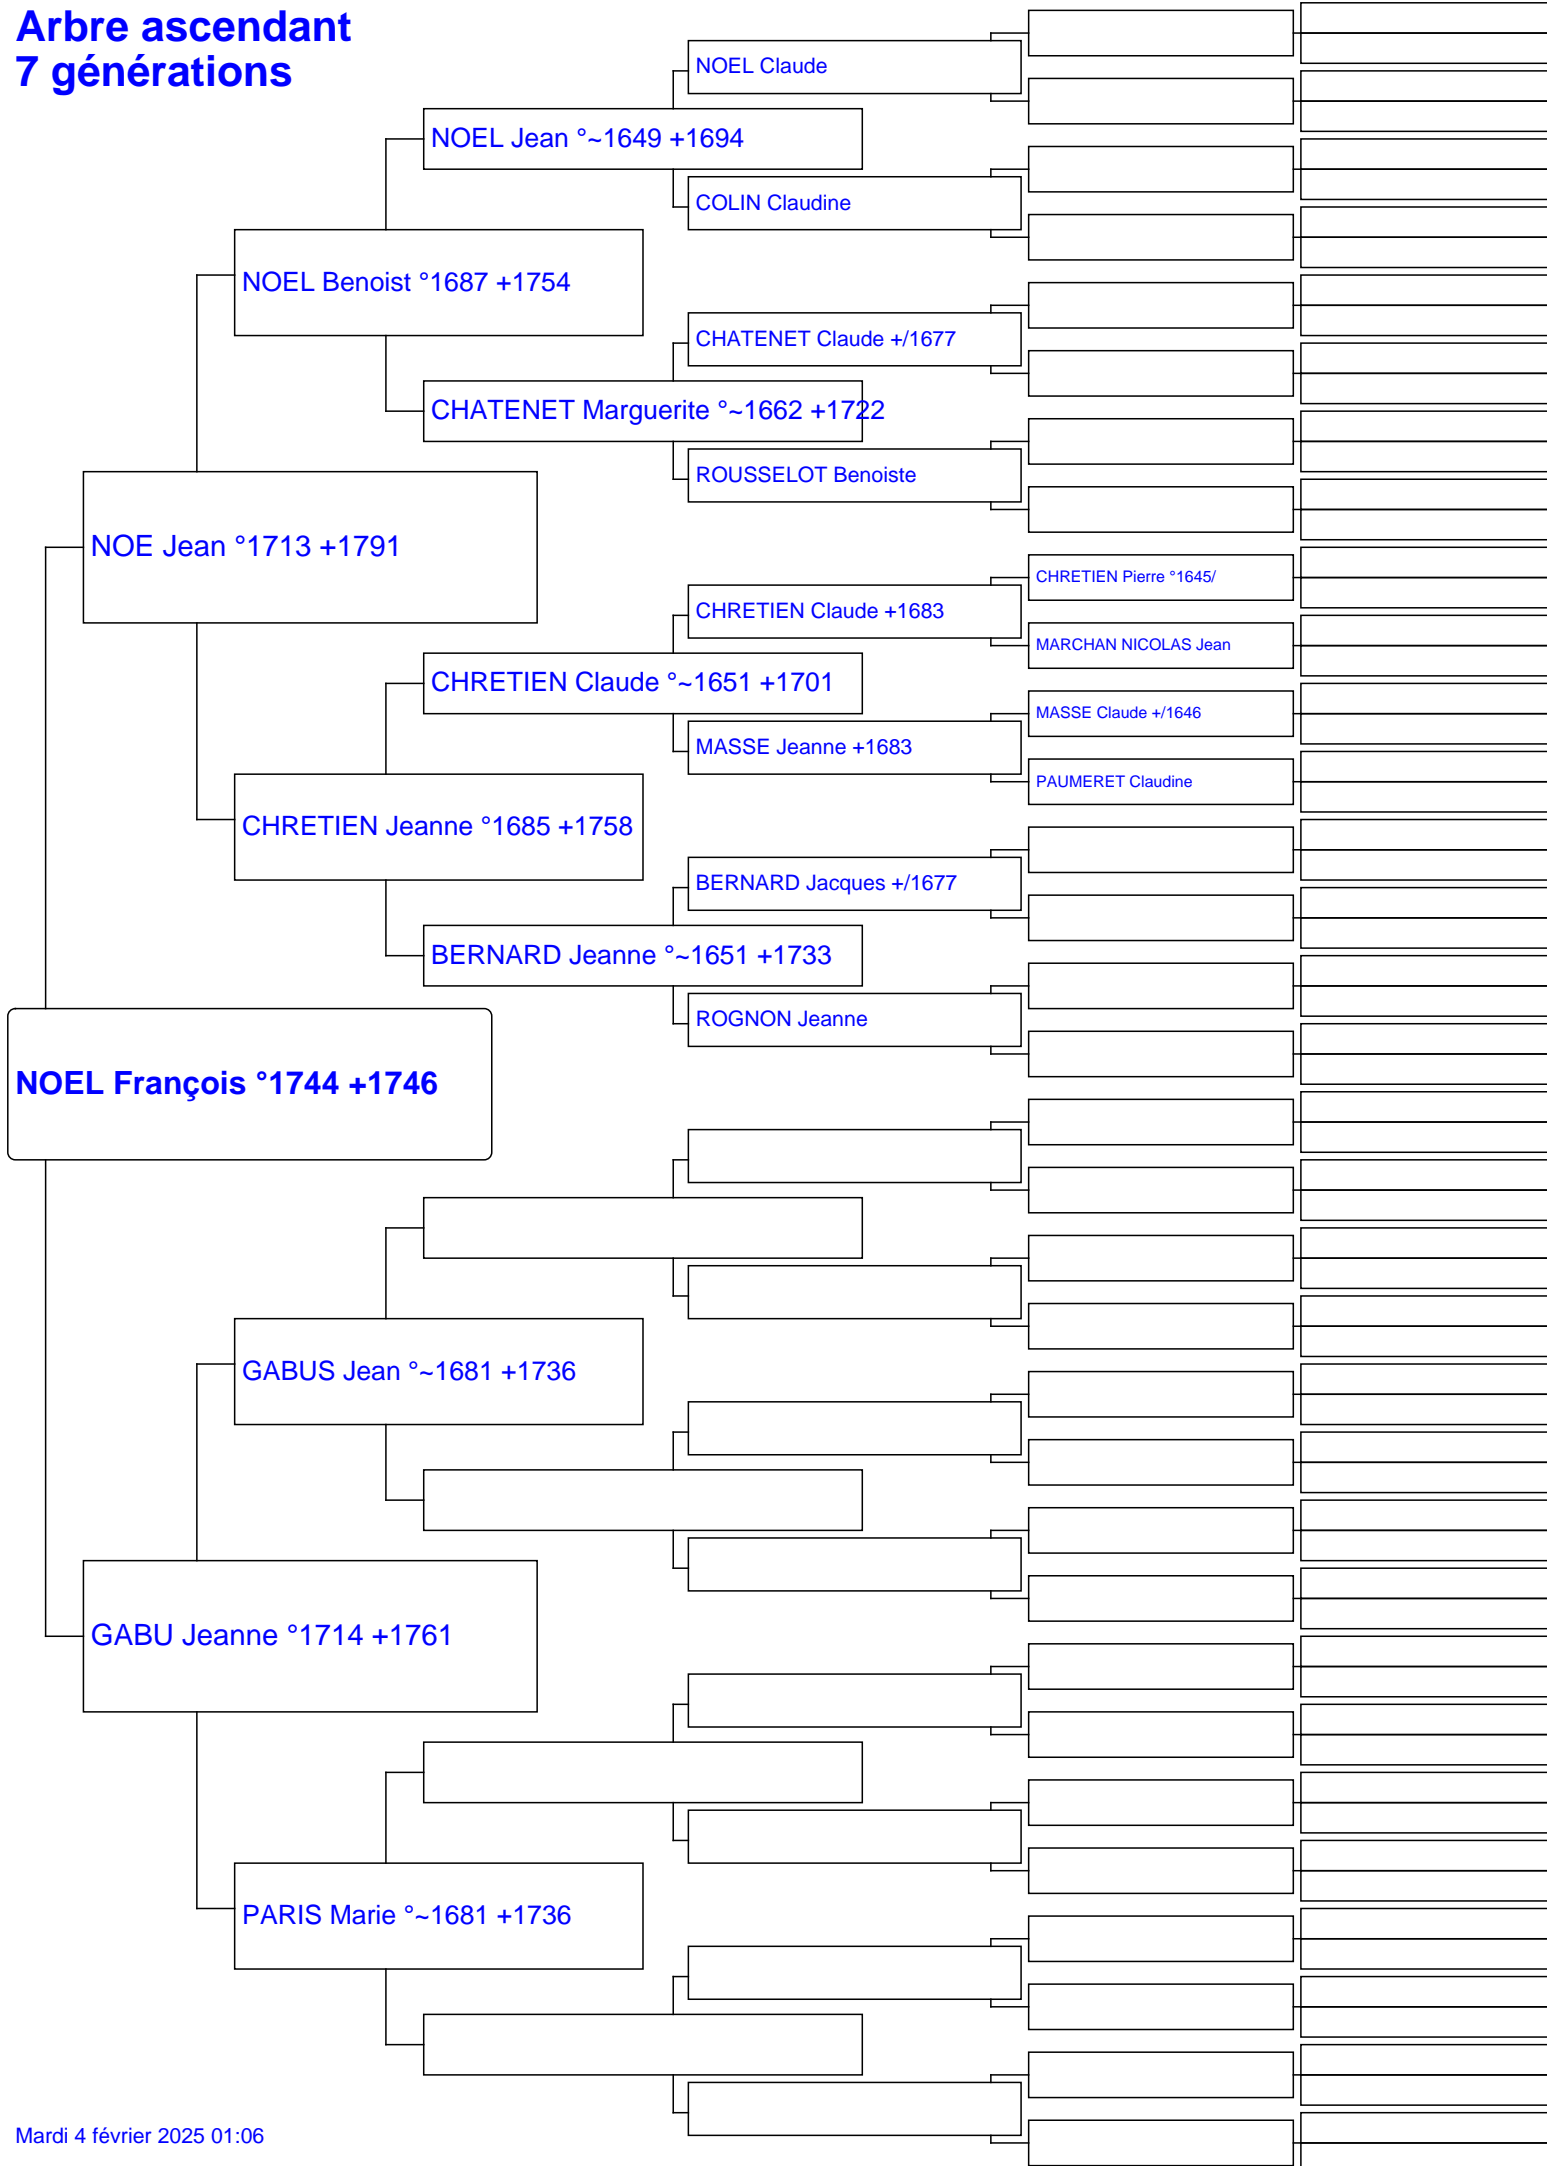 Arbre ascendant
7 générations
NOEL Claude
NOEL Jean °~1649 +1694
COLIN Claudine
NOEL Benoist °1687 +1754
CHATENET Claude +/1677
CHATENET Marguerite °~1662 +1722
ROUSSELOT Benoiste
NOE Jean °1713 +1791
CHRETIEN Pierre °1645/
CHRETIEN Claude +1683
MARCHAN NICOLAS Jean
CHRETIEN Claude °~1651 +1701
MASSE Claude +/1646
MASSE Jeanne +1683
PAUMERET Claudine
CHRETIEN Jeanne °1685 +1758
BERNARD Jacques +/1677
BERNARD Jeanne °~1651 +1733
ROGNON Jeanne
NOEL François °1744 +1746
GABUS Jean °~1681 +1736
GABU Jeanne °1714 +1761
PARIS Marie °~1681 +1736
Mardi 4 février 2025 01:06